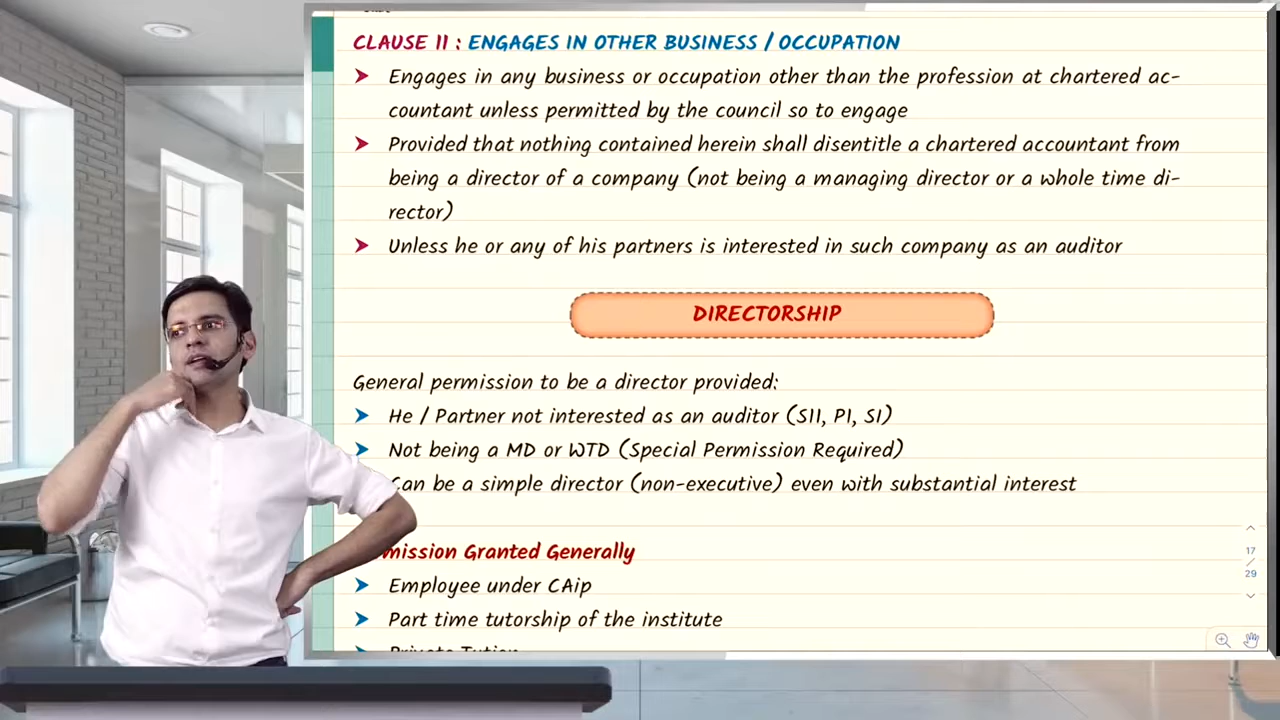 CLAUSE 11 : ENGAGES IN OTHER BUSINESS / OCCUPATION
➤ Engages in any business or occupation other than the profession at chartered ac-
countant unless permitted by the council so to engage
➤ Provided that nothing contained herein shall disentitle a chartered accountant from
being a director of a company (not being a managing director or a whole time di-
rector)
➤ Unless he or any of his partners is interested in such company as an auditor
DIRECTORSHIP
General permission to be a director provided:
➤ He / Partner not interested as an auditor (S11, P1, S1)
➤ Not being a MD or WTD (Special Permission Required)
Can be a simple director (non-executive) even with substantial interest
mission Granted Generally
➤ Employee under CAip
➤ Part time tutorship of the institute
➤ Private Tution
17
/
29